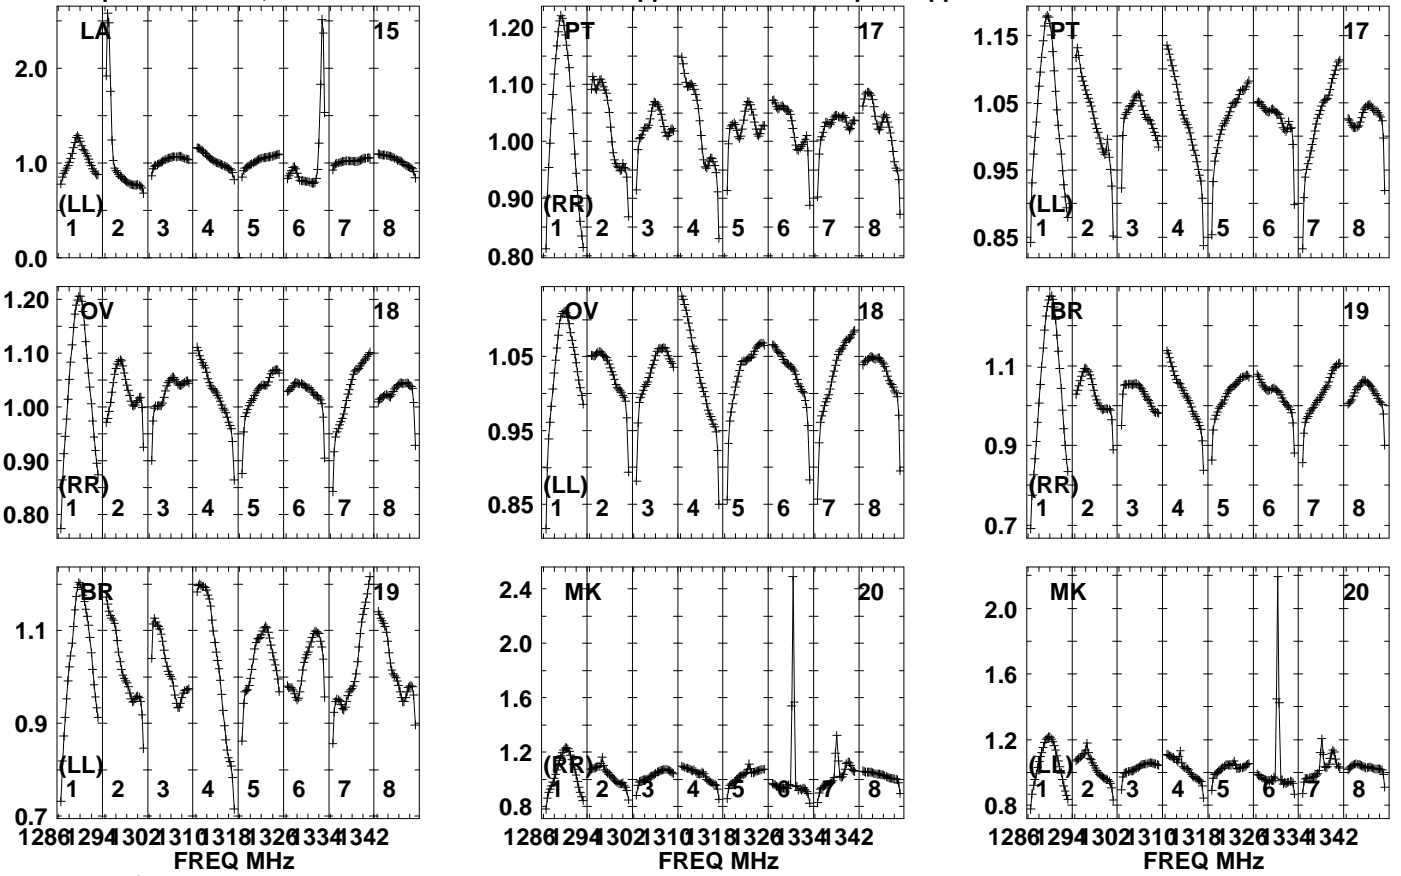 LA 15
2.0
1.0
0.0
(LL)
1 2 3 4 5 6 7 8
PT 17
1.20
1.10
1.00
0.90
0.80
(RR)
1 2 3 4 5 6 7 8
PT 17
1.15
1.05
0.95
0.85
(LL)
1 2 3 4 5 6 7 8
OV 18
1.20
1.10
1.00
0.90
0.80
(RR)
1 2 3 4 5 6 7 8
OV 18
1.05
0.95
0.85
(LL)
1 2 3 4 5 6 7 8
BR 19
1.1
0.9
0.7
(RR)
1 2 3 4 5 6 7 8
BR 19
1.1
0.9
0.7
(LL)
1 2 3 4 5 6 7 8
1286 1294 1302 1310 1318 1326 1334 1342
FREQ MHz
MK 20
2.4
2.0
1.6
1.2
0.8
(RR)
1 2 3 4 5 6 7 8
1286 1294 1302 1310 1318 1326 1334 1342
FREQ MHz
MK 20
2.0
1.6
1.2
0.8
(LL)
1 2 3 4 5 6 7 8
1286 1294 1302 1310 1318 1326 1334 1342
FREQ MHz